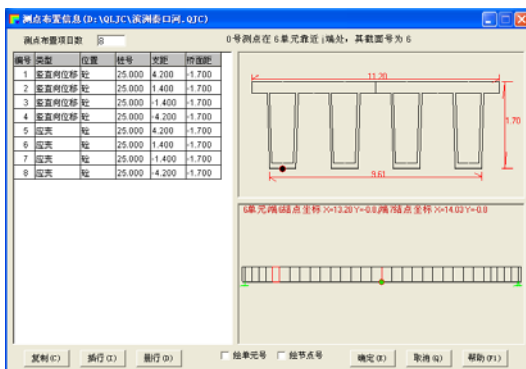 测点布置信息(D:\QLJC\滨洲秦口河.QJC)
测点布置项目数 8
0号测点在 6单元靠近 i端处, 其截面号为 6
编号 类型 位置 桩号 支距 桥面距
1 竖直向位移 砼 25.000 4.200 -1.700
2 竖直向位移 砼 25.000 1.400 -1.700
3 竖直向位移 砼 25.000 -1.400 -1.700
4 竖直向位移 砼 25.000 -4.200 -1.700
5 应变 砼 25.000 4.200 -1.700
6 应变 砼 25.000 1.400 -1.700
7 应变 砼 25.000 -1.400 -1.700
8 应变 砼 25.000 -4.200 -1.700
11.20
1.70
9.61
6单元i端6结点坐标 X=13.20 Y=-0.8,j端7结点坐标 X=14.03 Y=-0.8
复制(C) 插行(I) 删行(D) 绘单元号 绘节点号 确定(E) 取消(Q) 帮助(F1)